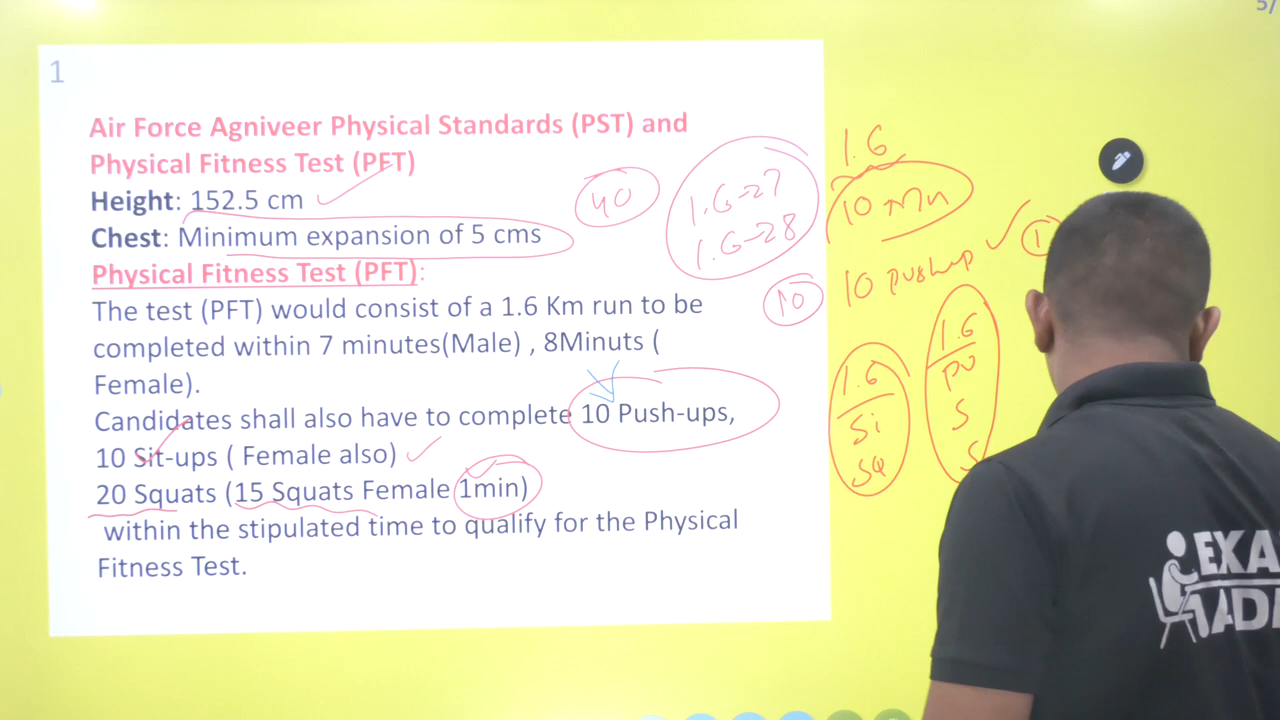 5/
1
Air Force Agniveer Physical Standards (PST) and
Physical Fitness Test (PFT)
Height: 152.5 cm
Chest: Minimum expansion of 5 cms
Physical Fitness Test (PFT):
The test (PFT) would consist of a 1.6 Km run to be
completed within 7 minutes(Male) , 8Minuts (
Female).
Candidates shall also have to complete 10 Push-ups,
10 Sit-ups ( Female also)
20 Squats (15 Squats Female 1min)
within the stipulated time to qualify for the Physical
Fitness Test.
40
1.6-27
1.6-28
10
1.6
10 Mn
10 pushup
1.6
Si
SQ
1.6
PU
S
S
EXA